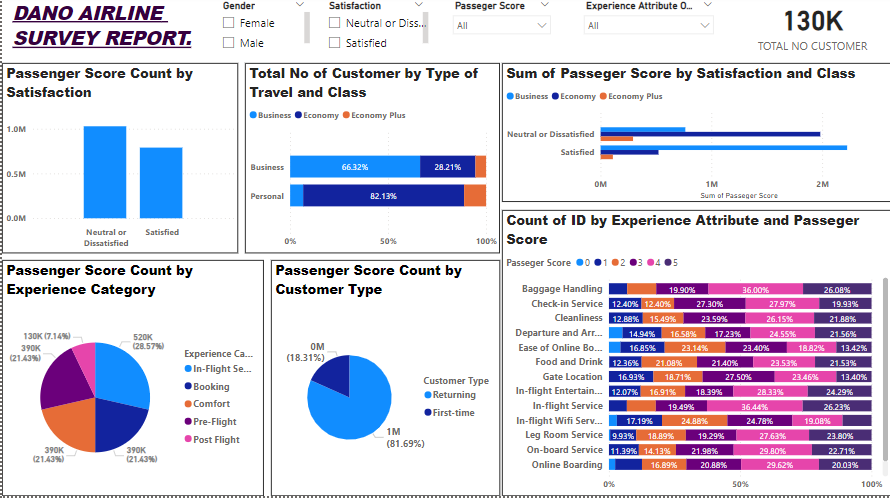 DANO AIRLINE
SURVEY REPORT.
Gender
Female
Male
Satisfaction
Neutral or Diss...
Satisfied
Passeger Score
All
Experience Attribute O...
All
130K
TOTAL NO CUSTOMER
Passenger Score Count by
Satisfaction
1.0M
0.5M
0.0M
Neutral or
Dissatisfied
Satisfied
Total No of Customer by Type of
Travel and Class
Business Economy Economy Plus
Business 66.32% 28.21%
Personal 82.13%
0% 50% 100%
Sum of Passeger Score by Satisfaction and Class
Business Economy Economy Plus
Neutral or Dissatisfied
Satisfied
0M 1M 2M
Sum of Passeger Score
Passenger Score Count by
Experience Category
130K (7.14%)
390K
(21.43%)
520K
(28.57%)
390K
(21.43%)
390K
(21.43%)
Experience Ca...
In-Flight Se...
Booking
Comfort
Pre-Flight
Post Flight
Passenger Score Count by
Customer Type
0M
(18.31%)
1M
(81.69%)
Customer Type
Returning
First-time
Count of ID by Experience Attribute and Passeger
Score
Passeger Score 0 1 2 3 4 5
Baggage Handling 19.90% 36.00% 26.08%
Check-in Service 12.40% 12.40% 27.30% 27.97% 19.93%
Cleanliness 12.88% 15.49% 23.59% 26.15% 21.88%
Departure and Arr... 14.94% 16.58% 17.23% 24.55% 21.56%
Ease of Online Bo... 16.85% 23.14% 23.40% 18.82% 13.42%
Food and Drink 12.36% 21.08% 21.40% 23.53% 21.53%
Gate Location 16.93% 18.71% 27.50% 23.46% 13.40%
In-flight Entertain... 12.07% 16.91% 18.39% 28.33% 24.29%
In-flight Service 19.49% 36.44% 26.23%
In-flight Wifi Serv... 17.19% 24.88% 24.78% 19.08%
Leg Room Service 9.93% 18.89% 19.29% 27.63% 23.80%
On-board Service 11.39% 14.13% 21.98% 29.80% 22.71%
Online Boarding 16.89% 20.88% 29.62% 20.03%
0% 50% 100%